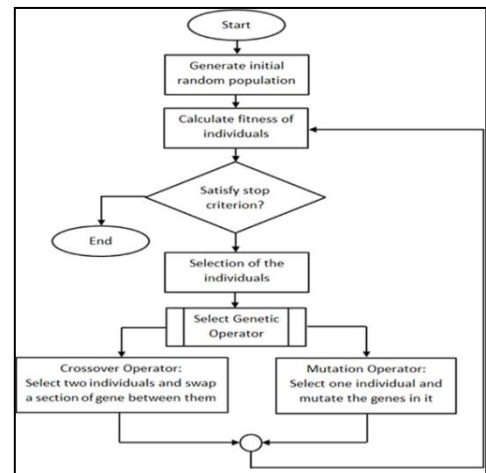 Start
Generate initial
random population
Calculate fitness of
individuals
Satisfy stop
criterion?
End
Selection of the
individuals
Select Genetic
Operator
Crossover Operator:
Select two individuals and swap
a section of gene between them
Mutation Operator:
Select one individual and
mutate the genes in it